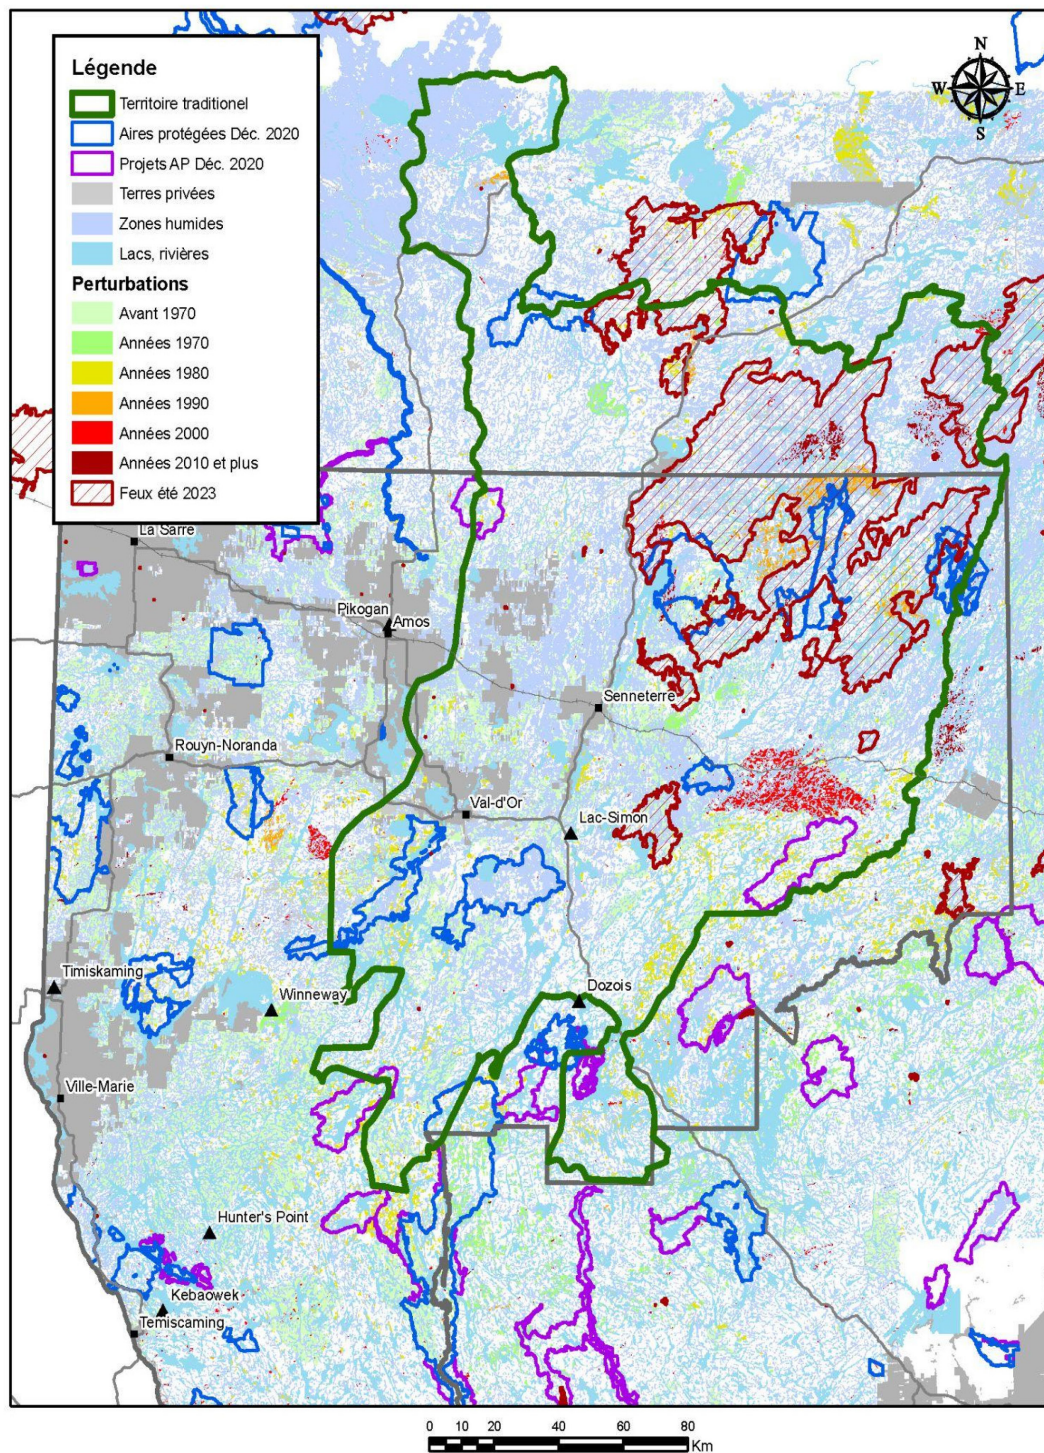 Légende
Territoire traditionel
Aires protégées Déc. 2020
Projets AP Déc. 2020
Terres privées
Zones humides
Lacs, rivières
Perturbations
Avant 1970
Années 1970
Années 1980
Années 1990
Années 2000
Années 2010 et plus
Feux été 2023
N
W E
S
La Sarre
Pikogan
Amos
Senneterre
Rouyn-Noranda
Val-d'Or
Lac-Simon
Timiskaming
Winneway
Dozois
Ville-Marie
Hunter's Point
Kebaowek
Temiscaming
0 10 20 40 60 80
Km